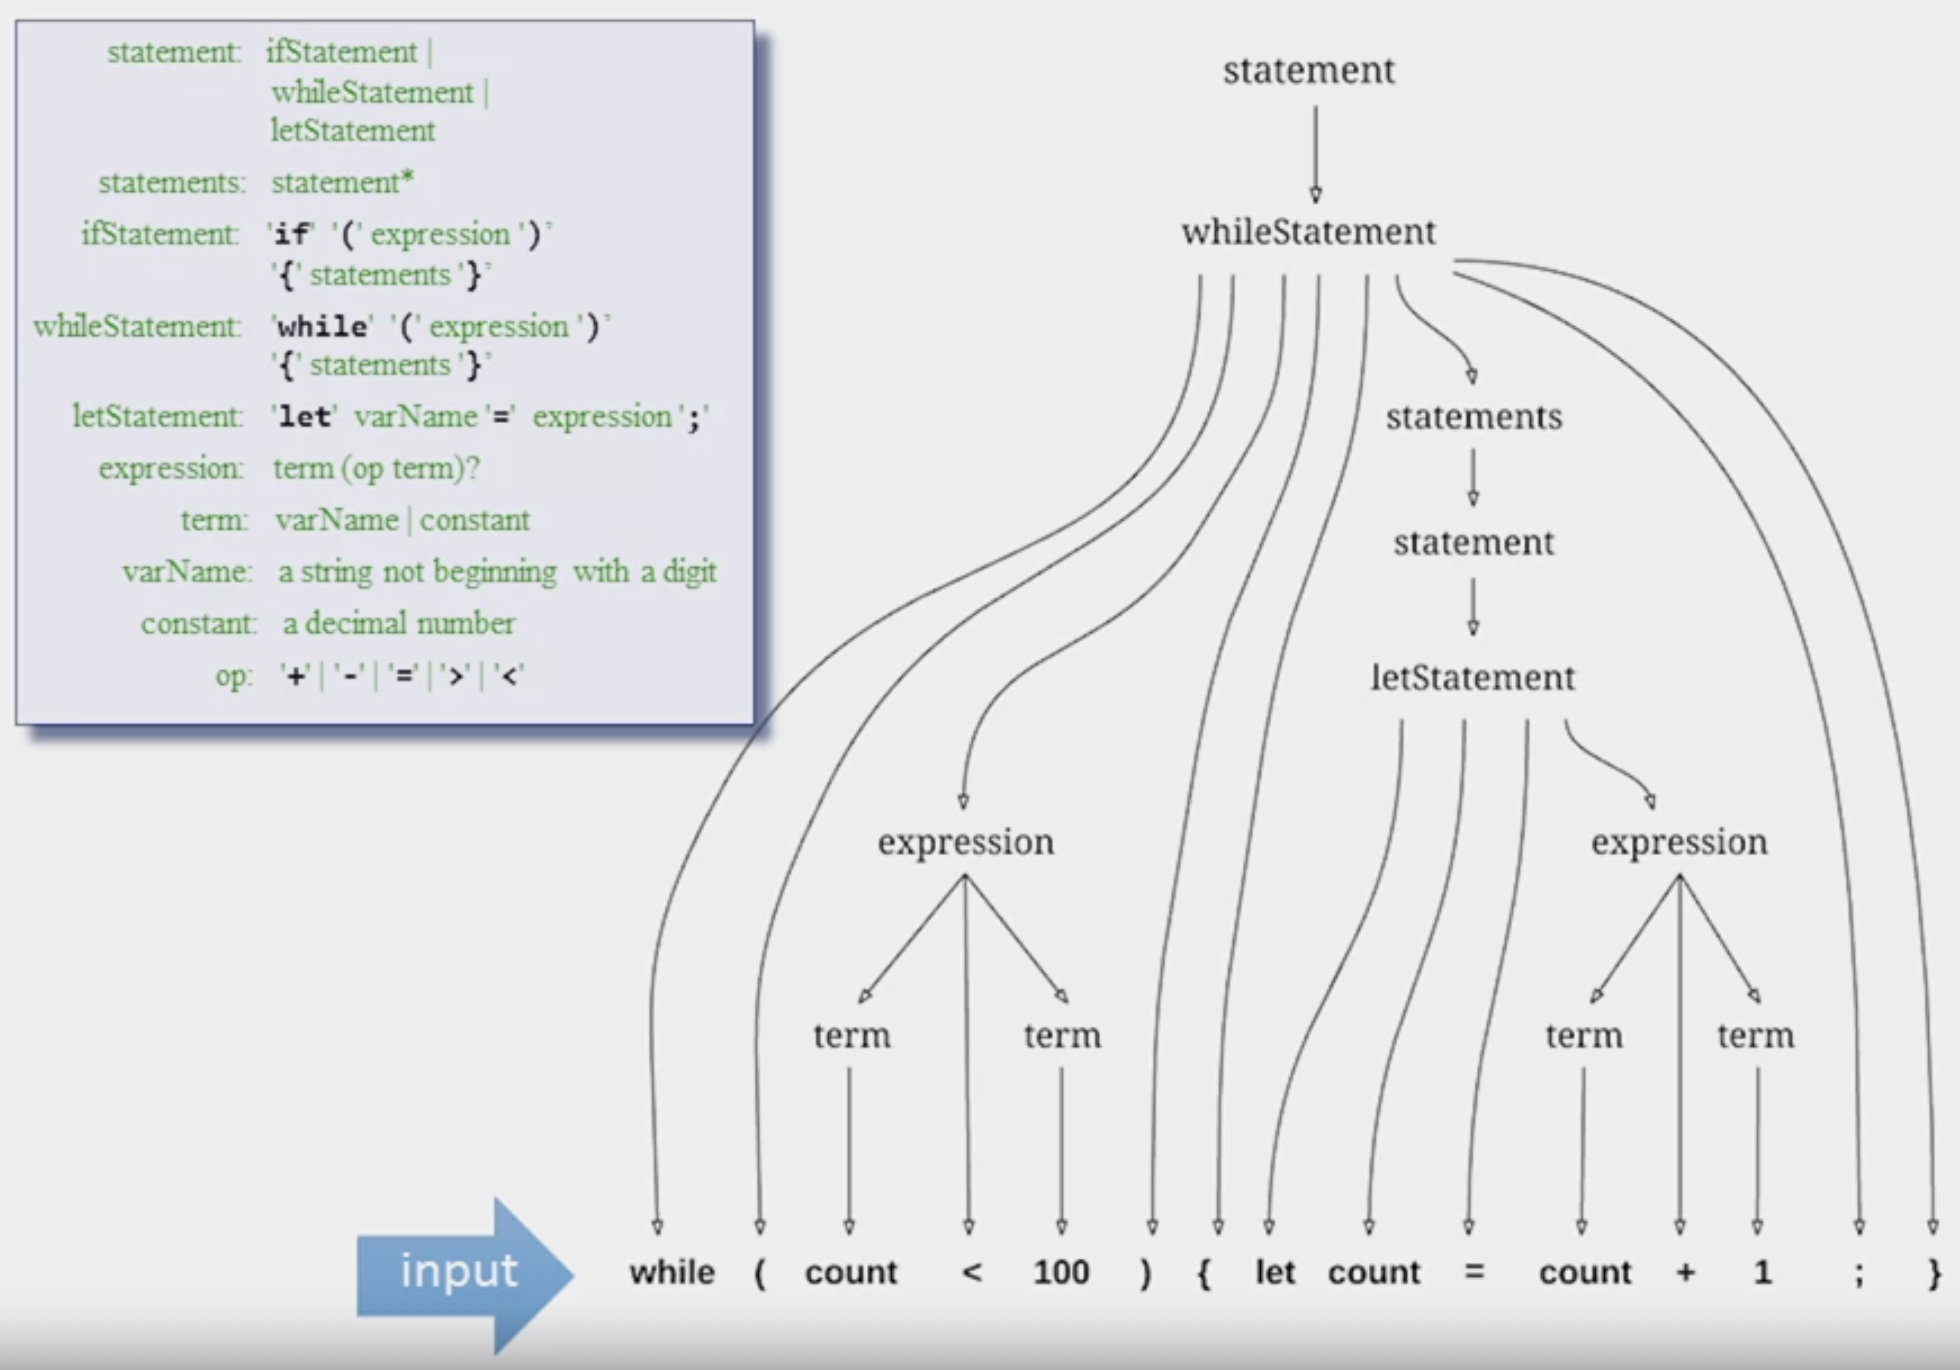 statement: ifStatement |
whileStatement |
letStatement
statements: statement*
ifStatement: 'if' '(' expression ')'
'{' statements '}'
whileStatement: 'while' '(' expression ')'
'{' statements '}'
letStatement: 'let' varName '=' expression ';'
expression: term (op term)?
term: varName | constant
varName: a string not beginning with a digit
constant: a decimal number
op: '+' | '-' | '=' | '>' | '<'
statement
whileStatement
statements
statement
letStatement
expression expression
term term term term
input
while ( count < 100 ) { let count = count + 1 ; }